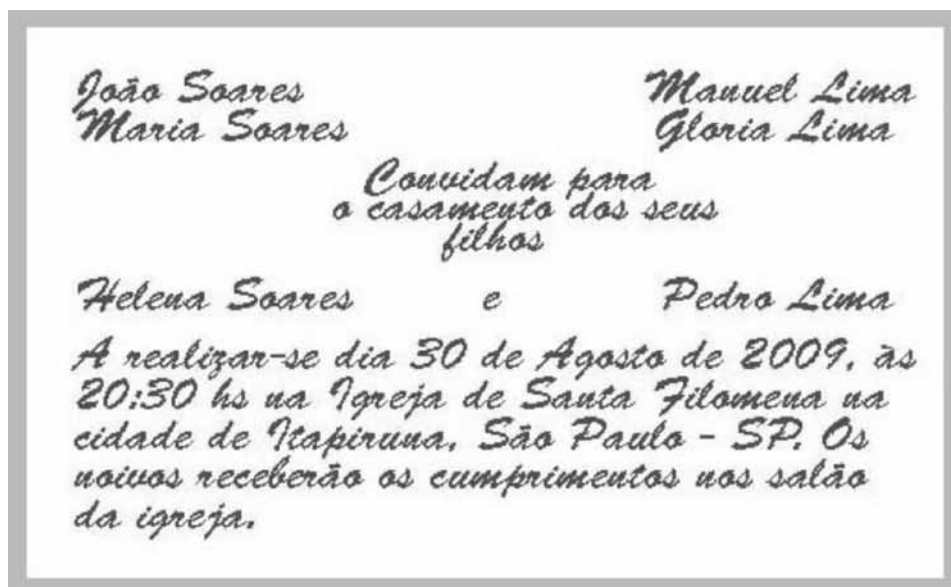 João Soares Manuel Lima
Maria Soares Gloria Lima
Convidam para
o casamento dos seus
filhos
Helena Soares e Pedro Lima
A realizar-se dia 30 de Agosto de 2009, às
20:30 hs na Igreja de Santa Filomena na
cidade de Itapiruna, São Paulo - SP. Os
noivos receberão os cumprimentos nos salão
da igreja.